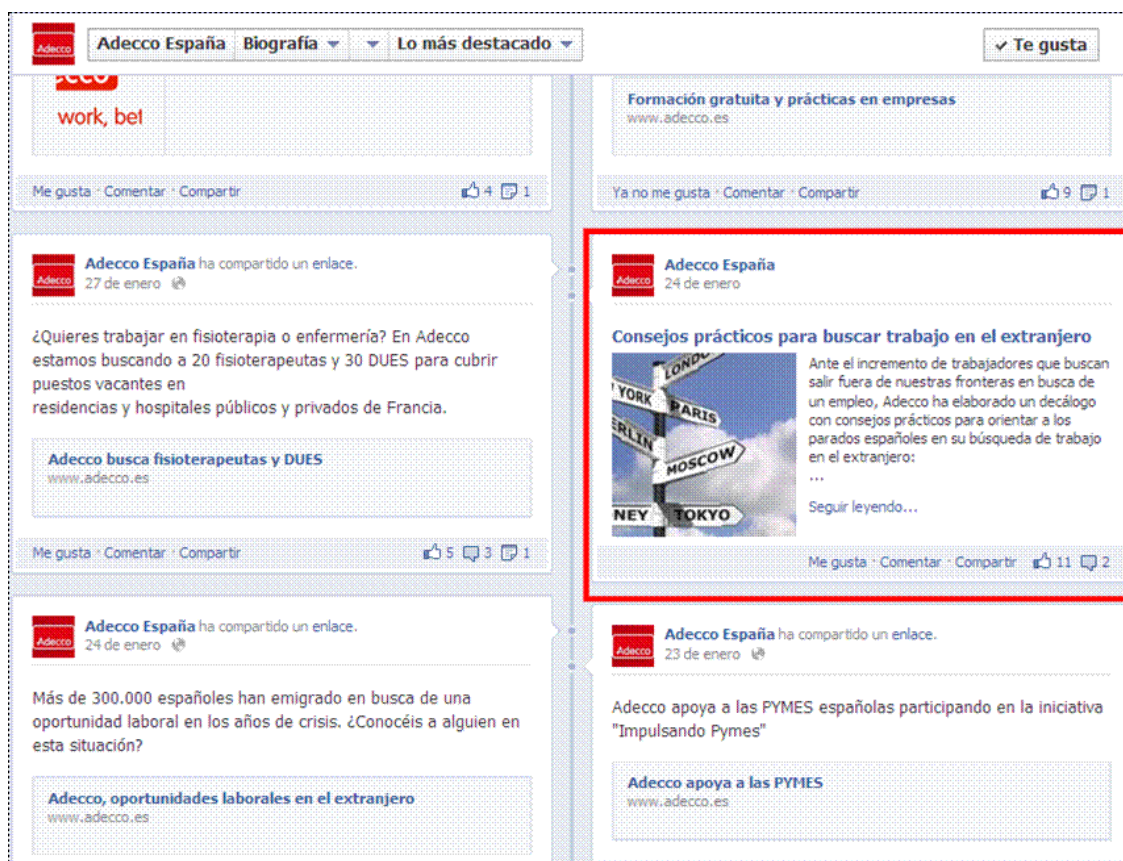 Adecco
Adecco España Biografía Lo más destacado
✓ Te gusta
ecco
work, bet
Me gusta · Comentar · Compartir 4 1
Formación gratuita y prácticas en empresas
www.adecco.es
Ya no me gusta · Comentar · Compartir 9 1
Adecco
Adecco España ha compartido un enlace.
27 de enero
¿Quieres trabajar en fisioterapia o enfermería? En Adecco
estamos buscando a 20 fisioterapeutas y 30 DUES para cubrir
puestos vacantes en
residencias y hospitales públicos y privados de Francia.
Adecco busca fisioterapeutas y DUES
www.adecco.es
Me gusta · Comentar · Compartir 5 3 1
Adecco
Adecco España
24 de enero
Consejos prácticos para buscar trabajo en el extranjero
LONDO
YORK
PARIS
ERLIN
MOSCOW
NEY
TOKYO
Ante el incremento de trabajadores que buscan
salir fuera de nuestras fronteras en busca de
un empleo, Adecco ha elaborado un decálogo
con consejos prácticos para orientar a los
parados españoles en su búsqueda de trabajo
en el extranjero:
...
Seguir leyendo...
Me gusta · Comentar · Compartir 11 2
Adecco
Adecco España ha compartido un enlace.
24 de enero
Más de 300.000 españoles han emigrado en busca de una
oportunidad laboral en los años de crisis. ¿Conocéis a alguien en
esta situación?
Adecco, oportunidades laborales en el extranjero
www.adecco.es
Adecco
Adecco España ha compartido un enlace.
23 de enero
Adecco apoya a las PYMES españolas participando en la iniciativa
"Impulsando Pymes"
Adecco apoya a las PYMES
www.adecco.es